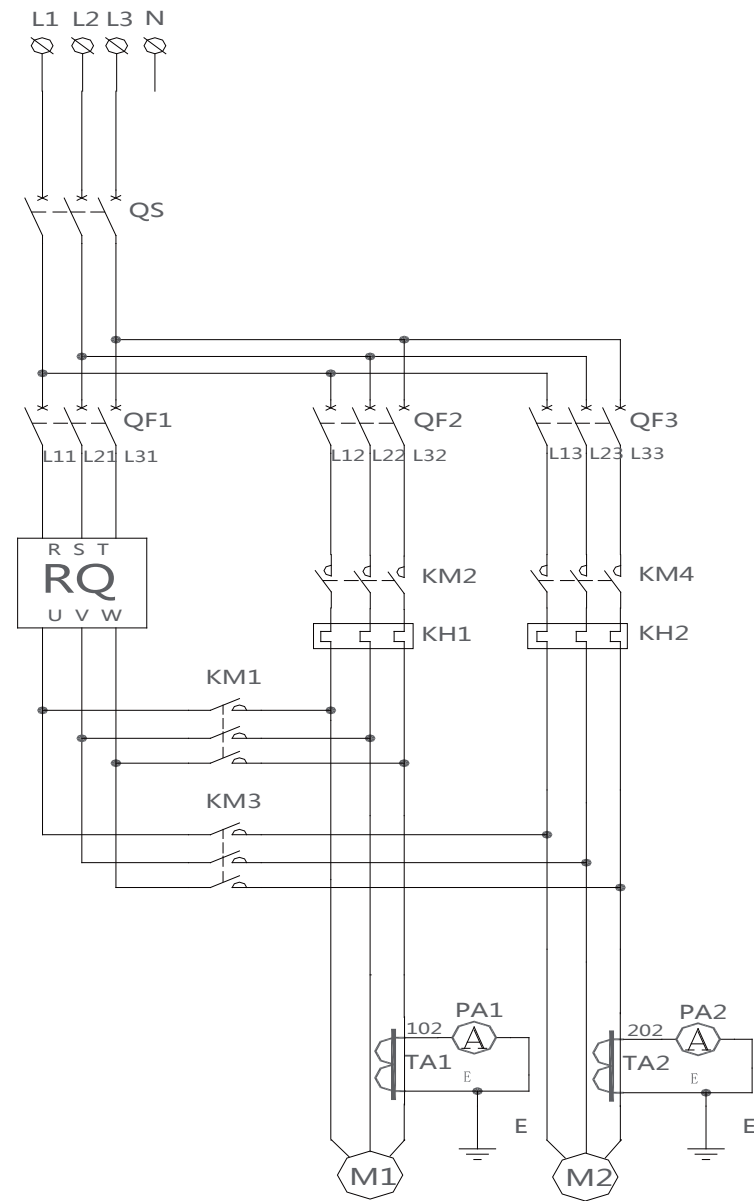 L1 L2 L3 N
QS
QF1 QF2 QF3
L11 L21 L31 L12 L22 L32 L13 L23 L33
R S T
RQ
U V W
KM2 KM4
KH1 KH2
KM1
KM3
PA1 PA2
102 A 202 A
TA1 TA2
E E
E E
M1 M2